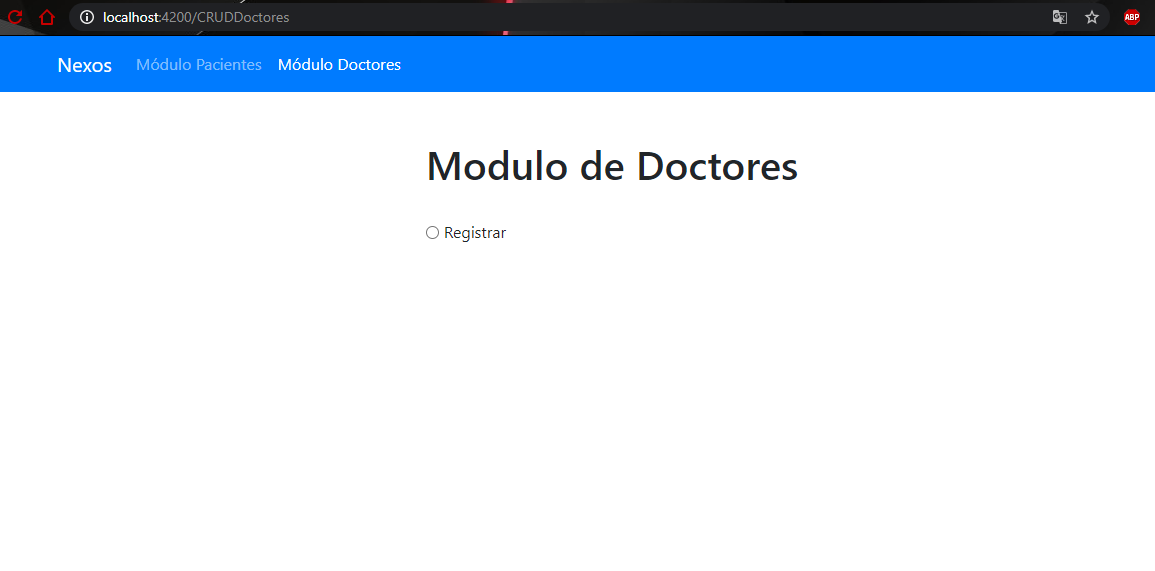 localhost:4200/CRUDDoctores
ABP
Nexos Módulo Pacientes Módulo Doctores
Modulo de Doctores
Registrar